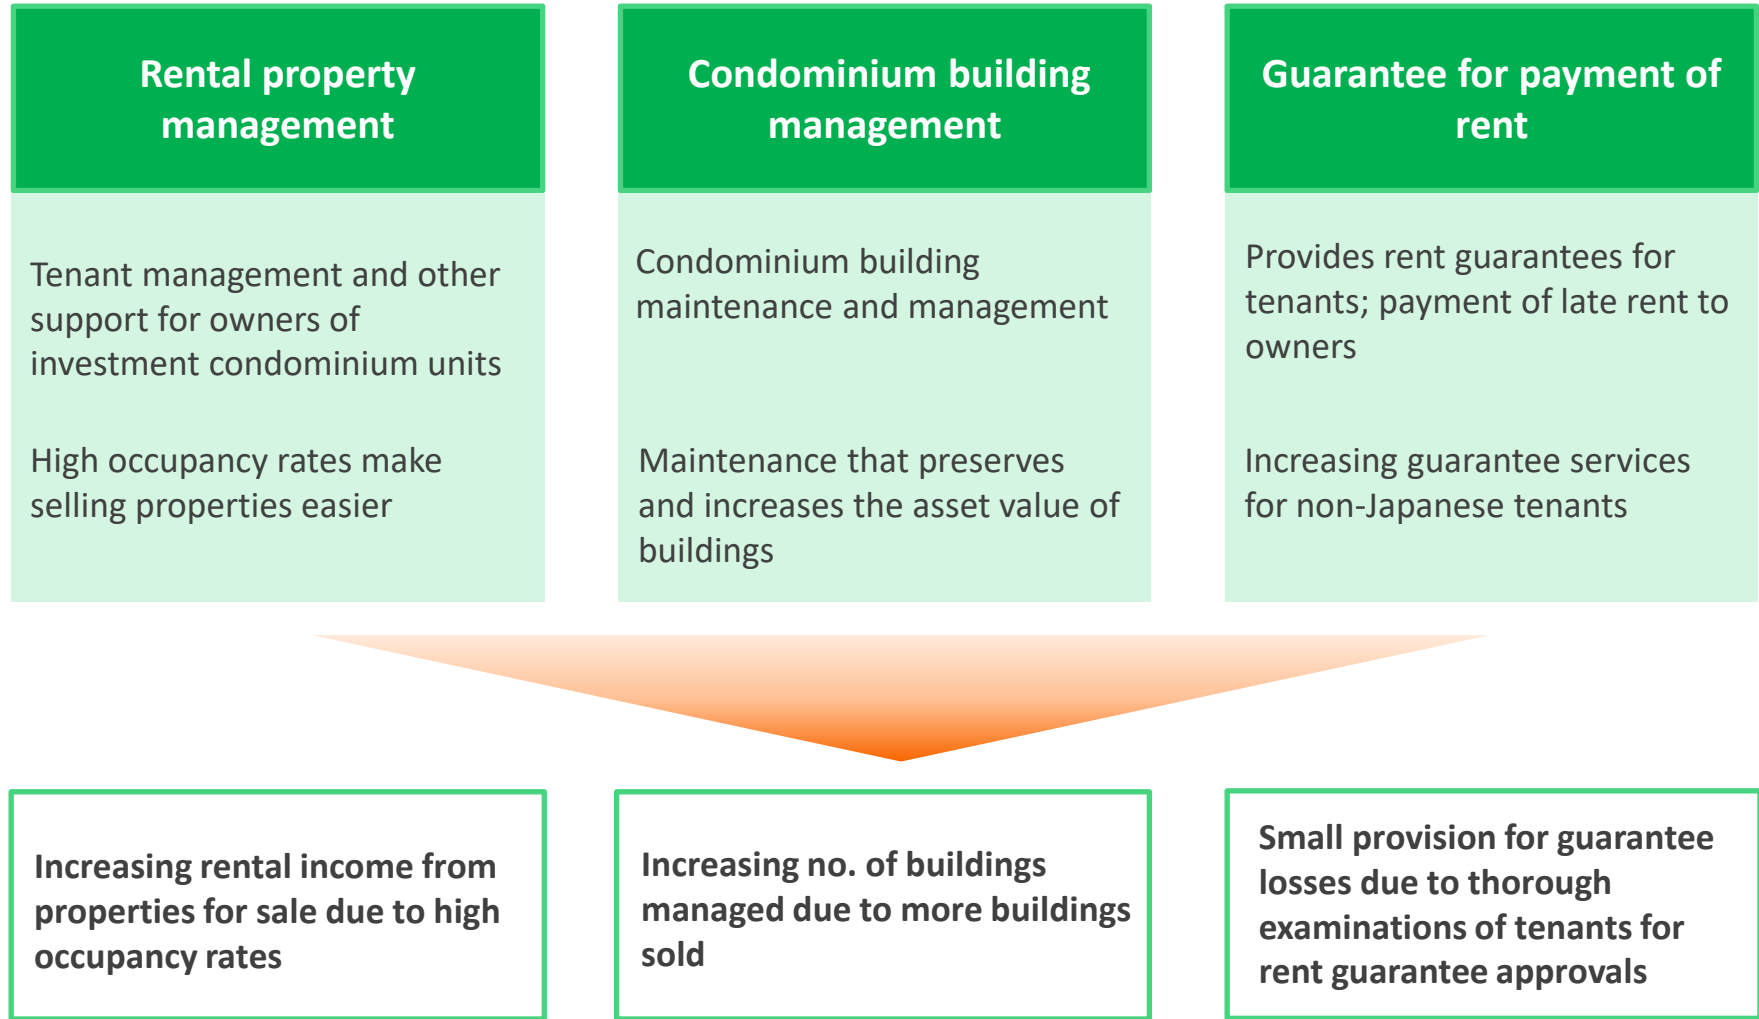 Rental property
management
Tenant management and other
support for owners of
investment condominium units
High occupancy rates make
selling properties easier
Condominium building
management
Condominium building
maintenance and management
Maintenance that preserves
and increases the asset value of
buildings
Guarantee for payment of
rent
Provides rent guarantees for
tenants; payment of late rent to
owners
Increasing guarantee services
for non-Japanese tenants
Increasing rental income from
properties for sale due to high
occupancy rates
Increasing no. of buildings
managed due to more buildings
sold
Small provision for guarantee
losses due to thorough
examinations of tenants for
rent guarantee approvals